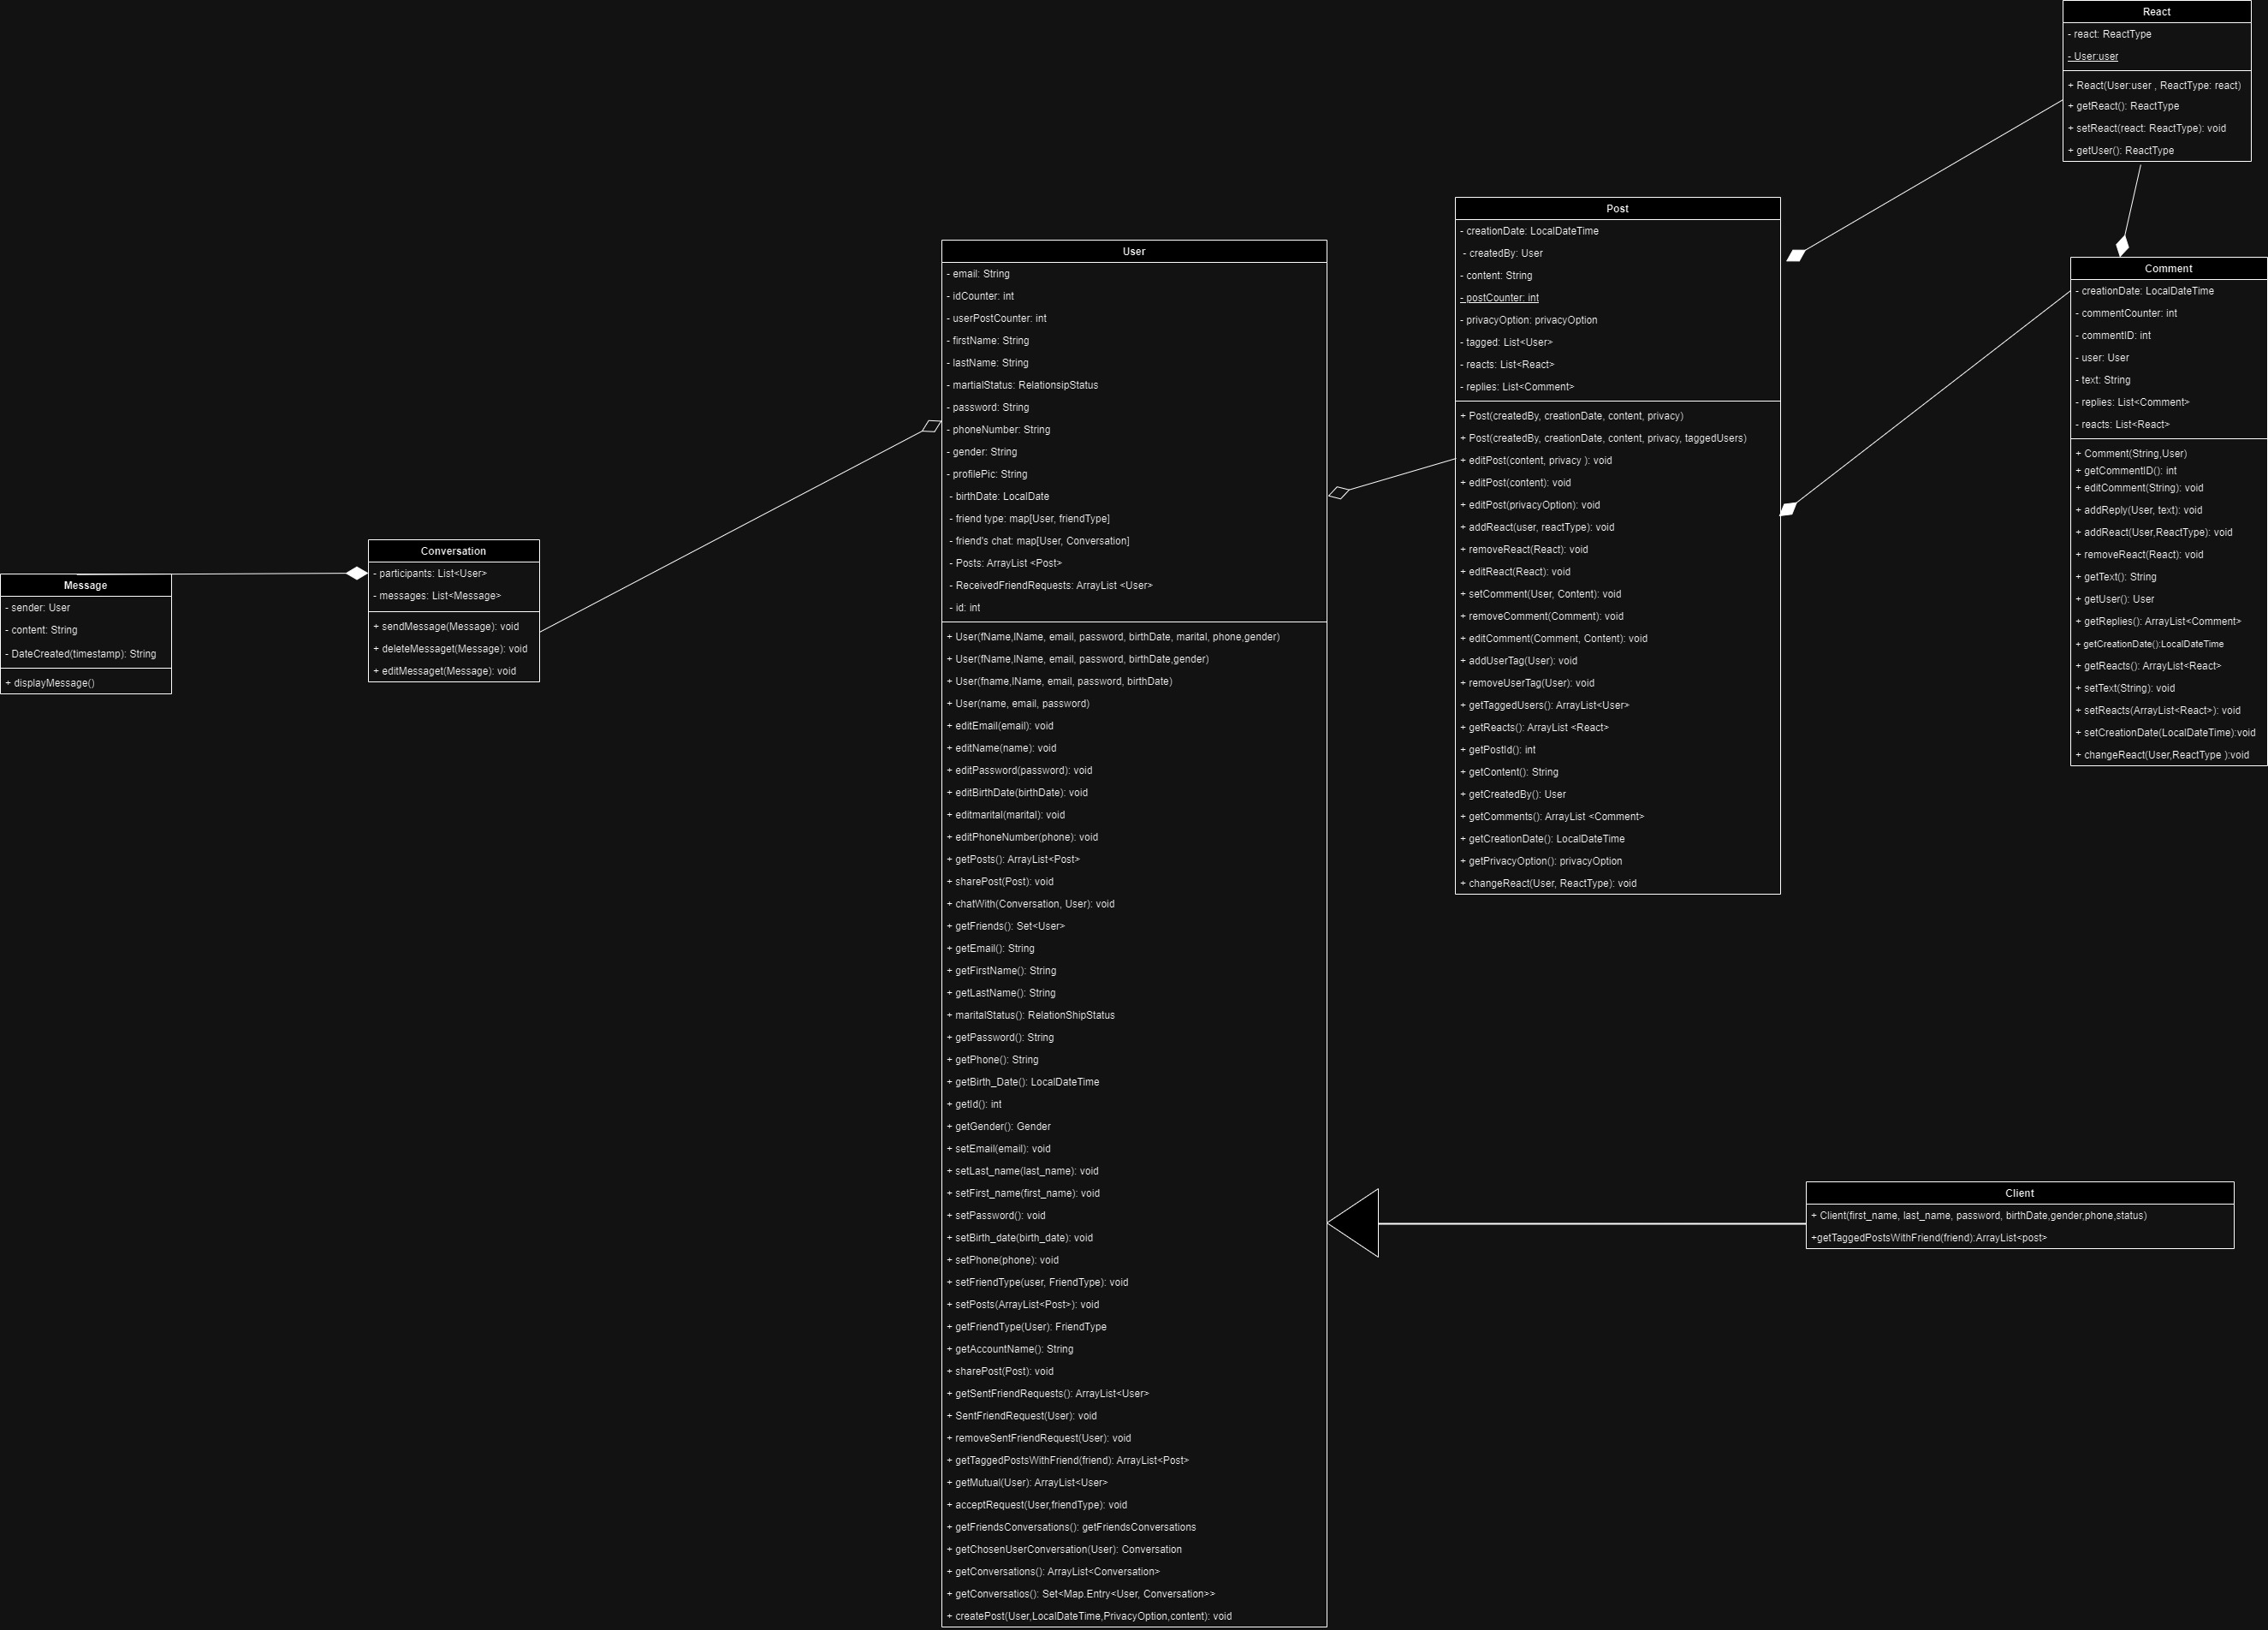 React
- react: ReactType
- User:user
+ React(User:user , ReactType: react)
+ getReact(): ReactType
+ setReact(react: ReactType): void
+ getUser(): ReactType
Post
- creationDate: LocalDateTime
- createdBy: User
- content: String
- postCounter: int
- privacyOption: privacyOption
- tagged: List<User>
- reacts: List<React>
- replies: List<Comment>
+ Post(createdBy, creationDate, content, privacy)
+ Post(createdBy, creationDate, content, privacy, taggedUsers)
+ editPost(content, privacy ): void
+ editPost(content): void
+ editPost(privacyOption): void
+ addReact(user, reactType): void
+ removeReact(React): void
+ editReact(React): void
+ setComment(User, Content): void
+ removeComment(Comment): void
+ editComment(Comment, Content): void
+ addUserTag(User): void
+ removeUserTag(User): void
+ getTaggedUsers(): ArrayList<User>
+ getReacts(): ArrayList <React>
+ getPostId(): int
+ getContent(): String
+ getCreatedBy(): User
+ getComments(): ArrayList <Comment>
+ getCreationDate(): LocalDateTime
+ getPrivacyOption(): privacyOption
+ changeReact(User, ReactType): void
Comment
- creationDate: LocalDateTime
- commentCounter: int
- commentID: int
- user: User
- text: String
- replies: List<Comment>
- reacts: List<React>
+ Comment(String,User)
+ getCommentID(): int
+ editComment(String): void
+ addReply(User, text): void
+ addReact(User,ReactType): void
+ removeReact(React): void
+ getText(): String
+ getUser(): User
+ getReplies(): ArrayList<Comment>
+ getCreationDate():LocalDateTime
+ getReacts(): ArrayList<React>
+ setText(String): void
+ setReacts(ArrayList<React>): void
+ setCreationDate(LocalDateTime):void
+ changeReact(User,ReactType ):void
User
- email: String
- idCounter: int
- userPostCounter: int
- firstName: String
- lastName: String
- martialStatus: RelationsipStatus
- password: String
- phoneNumber: String
- gender: String
- profilePic: String
- birthDate: LocalDate
- friend type: map[User, friendType]
- friend's chat: map[User, Conversation]
- Posts: ArrayList <Post>
- ReceivedFriendRequests: ArrayList <User>
- id: int
+ User(fName,lName, email, password, birthDate, marital, phone,gender)
+ User(fName,lName, email, password, birthDate,gender)
+ User(fname,lName, email, password, birthDate)
+ User(name, email, password)
+ editEmail(email): void
+ editName(name): void
+ editPassword(password): void
+ editBirthDate(birthDate): void
+ editmarital(marital): void
+ editPhoneNumber(phone): void
+ getPosts(): ArrayList<Post>
+ sharePost(Post): void
+ chatWith(Conversation, User): void
+ getFriends(): Set<User>
+ getEmail(): String
+ getFirstName(): String
+ getLastName(): String
+ maritalStatus(): RelationShipStatus
+ getPassword(): String
+ getPhone(): String
+ getBirth_Date(): LocalDateTime
+ getId(): int
+ getGender(): Gender
+ setEmail(email): void
+ setLast_name(last_name): void
+ setFirst_name(first_name): void
+ setPassword(): void
+ setBirth_date(birth_date): void
+ setPhone(phone): void
+ setFriendType(user, FriendType): void
+ setPosts(ArrayList<Post>): void
+ getFriendType(User): FriendType
+ getAccountName(): String
+ sharePost(Post): void
+ getSentFriendRequests(): ArrayList<User>
+ SentFriendRequest(User): void
+ removeSentFriendRequest(User): void
+ getTaggedPostsWithFriend(friend): ArrayList<Post>
+ getMutual(User): ArrayList<User>
+ acceptRequest(User,friendType): void
+ getFriendsConversations(): getFriendsConversations
+ getChosenUserConversation(User): Conversation
+ getConversations(): ArrayList<Conversation>
+ getConversatios(): Set<Map.Entry<User, Conversation>>
+ createPost(User,LocalDateTime,PrivacyOption,content): void
Conversation
- participants: List<User>
- messages: List<Message>
+ sendMessage(Message): void
+ deleteMessaget(Message): void
+ editMessaget(Message): void
Message
- sender: User
- content: String
- DateCreated(timestamp): String
+ displayMessage()
Client
+ Client(first_name, last_name, password, birthDate,gender,phone,status)
+getTaggedPostsWithFriend(friend):ArrayList<post>